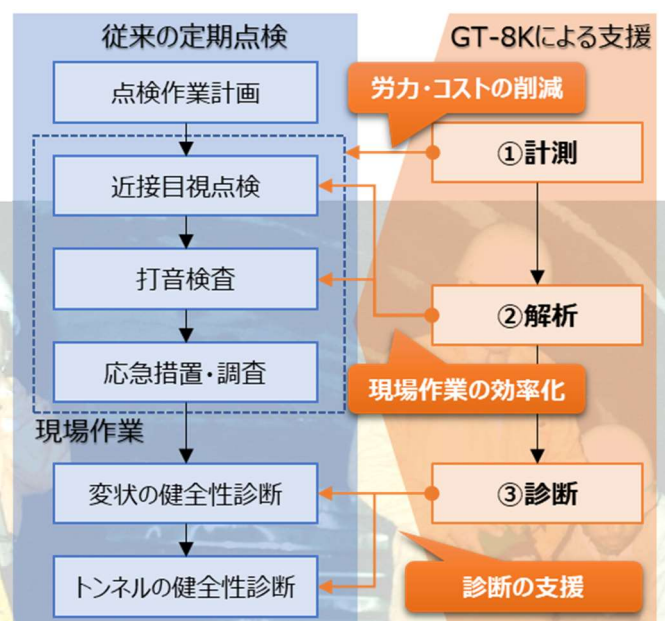 従来の定期点検
GT-8Kによる支援
点検作業計画
労力・コストの削減
①計測
近接目視点検
打音検査
②解析
応急措置・調査
現場作業の効率化
現場作業
変状の健全性診断
③診断
トンネルの健全性診断
診断の支援